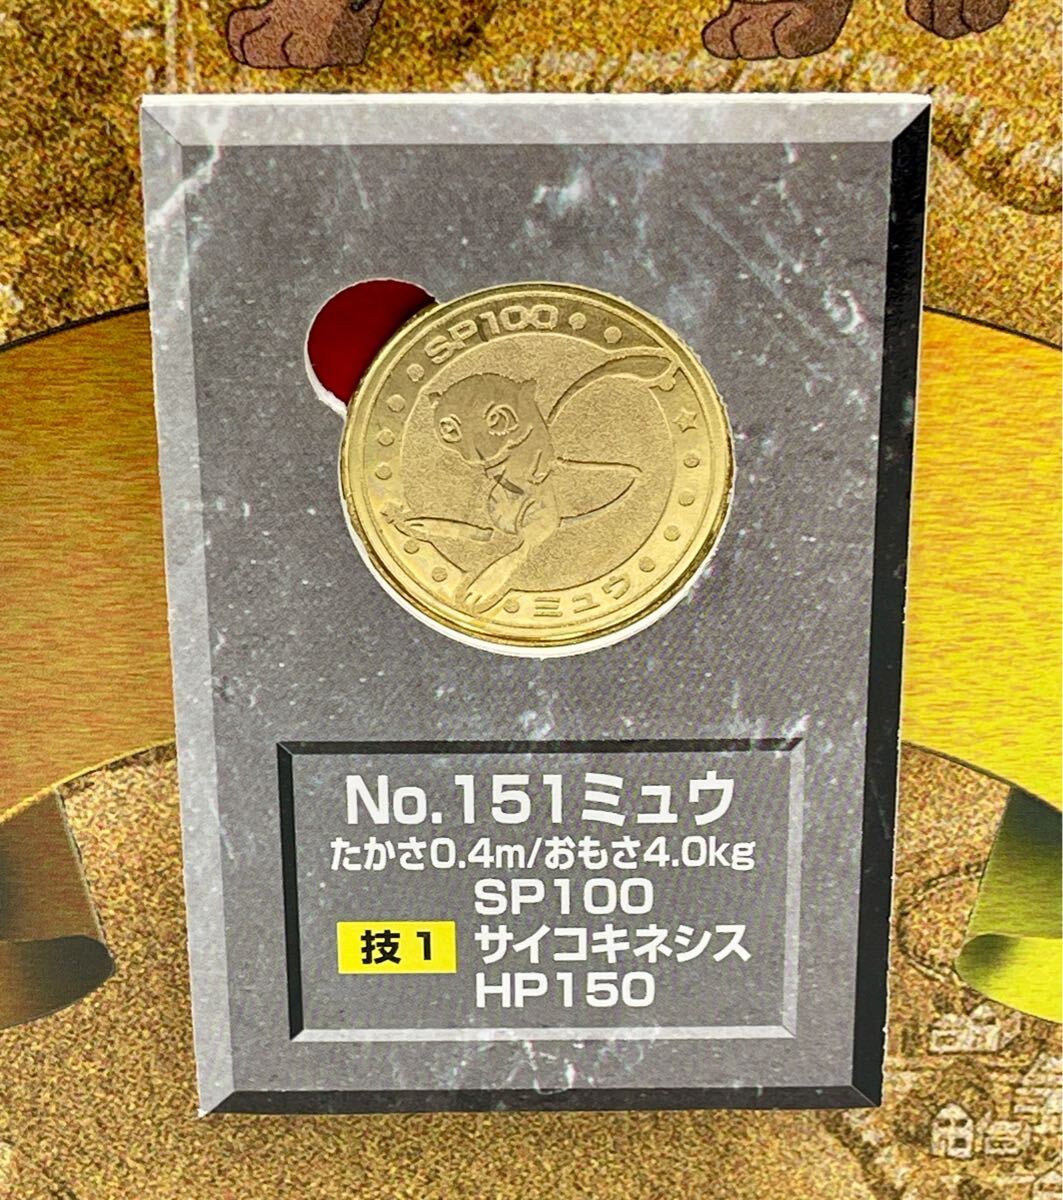 SP100
ミュウ
No.151ミュウ
たかさ0.4m/おもさ4.0kg
SP100
技1 サイコキネシス
HP150